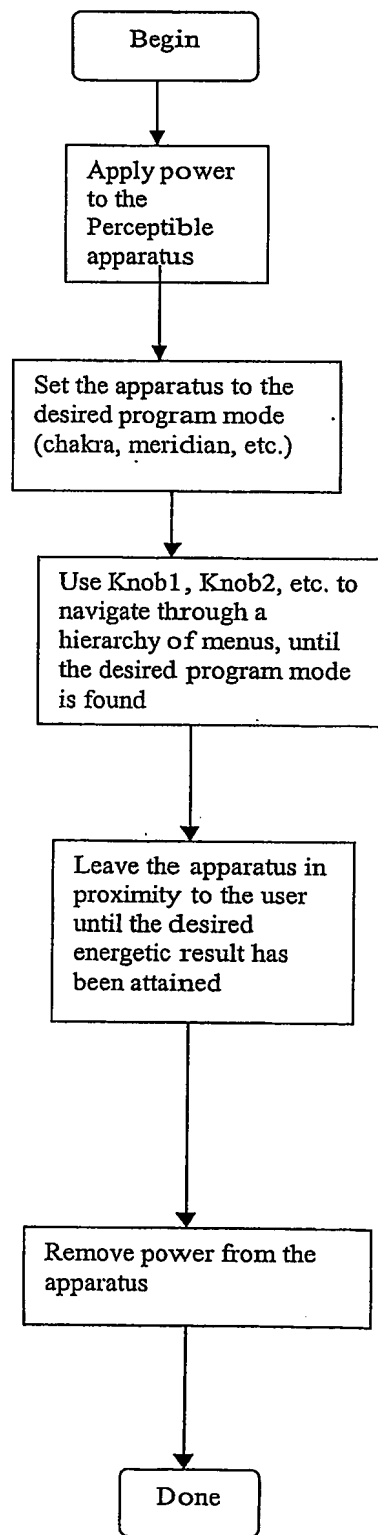 Begin
Apply power
to the
Perceptible
apparatus
Set the apparatus to the
desired program mode
(chakra, meridian, etc.)
Use Knob1, Knob2, etc. to
navigate through a
hierarchy of menus, until
the desired program mode
is found
Leave the apparatus in
proximity to the user
until the desired
energetic result has
been attained
Remove power from the
apparatus
Done